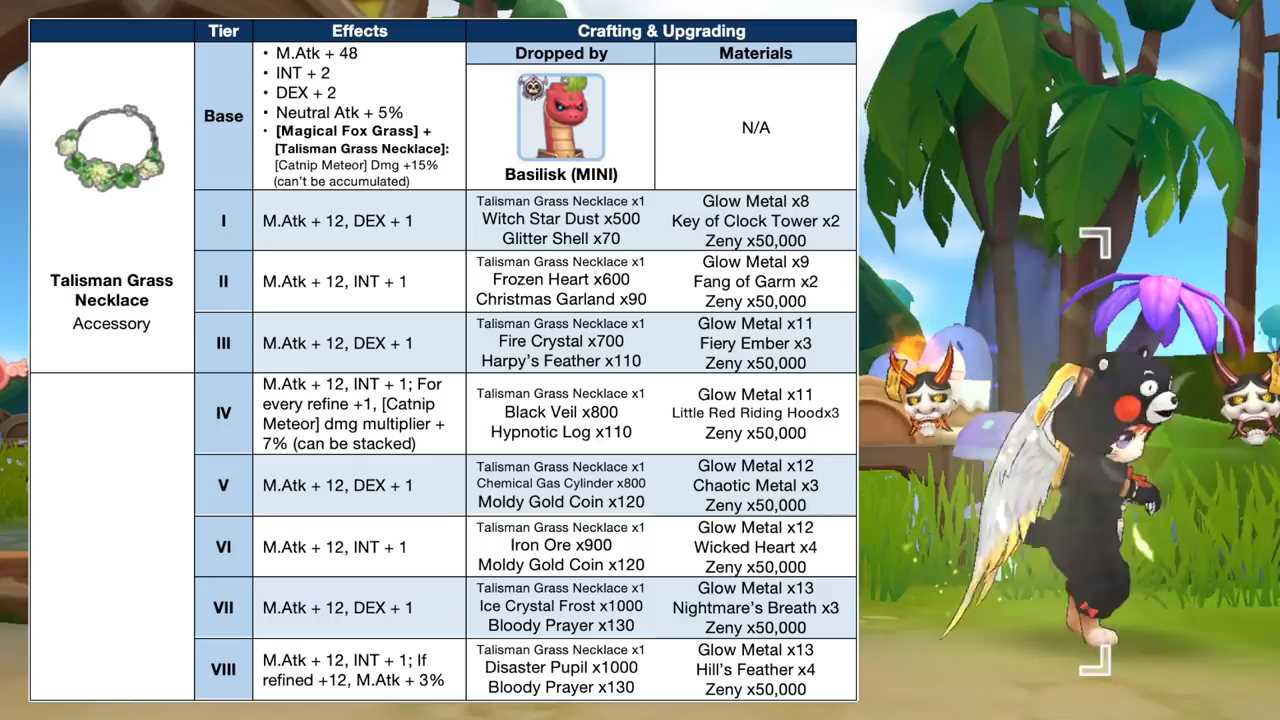 Tier
Effects
Crafting & Upgrading
Dropped by
Materials
Talisman Grass
Necklace
Accessory
Base
• M.Atk + 48
• INT + 2
• DEX + 2
• Neutral Atk + 5%
• [Magical Fox Grass] +
[Talisman Grass Necklace]:
[Catnip Meteor] Dmg +15%
(can't be accumulated)
Basilisk (MINI)
N/A
I
M.Atk + 12, DEX + 1
Talisman Grass Necklace x1
Witch Star Dust x500
Glitter Shell x70
Glow Metal x8
Key of Clock Tower x2
Zeny x50,000
II
M.Atk + 12, INT + 1
Talisman Grass Necklace x1
Frozen Heart x600
Christmas Garland x90
Glow Metal x9
Fang of Garm x2
Zeny x50,000
III
M.Atk + 12, DEX + 1
Talisman Grass Necklace x1
Fire Crystal x700
Harpy's Feather x110
Glow Metal x11
Fiery Ember x3
Zeny x50,000
IV
M.Atk + 12, INT + 1; For
every refine +1, [Catnip
Meteor] dmg multiplier +
7% (can be stacked)
Talisman Grass Necklace x1
Black Veil x800
Hypnotic Log x110
Glow Metal x11
Little Red Riding Hoodx3
Zeny x50,000
V
M.Atk + 12, DEX + 1
Talisman Grass Necklace x1
Chemical Gas Cylinder x800
Moldy Gold Coin x120
Glow Metal x12
Chaotic Metal x3
Zeny x50,000
VI
M.Atk + 12, INT + 1
Talisman Grass Necklace x1
Iron Ore x900
Moldy Gold Coin x120
Glow Metal x12
Wicked Heart x4
Zeny x50,000
VII
M.Atk + 12, DEX + 1
Talisman Grass Necklace x1
Ice Crystal Frost x1000
Bloody Prayer x130
Glow Metal x13
Nightmare's Breath x3
Zeny x50,000
VIII
M.Atk + 12, INT + 1; If
refined +12, M.Atk + 3%
Talisman Grass Necklace x1
Disaster Pupil x1000
Bloody Prayer x130
Glow Metal x13
Hill's Feather x4
Zeny x50,000